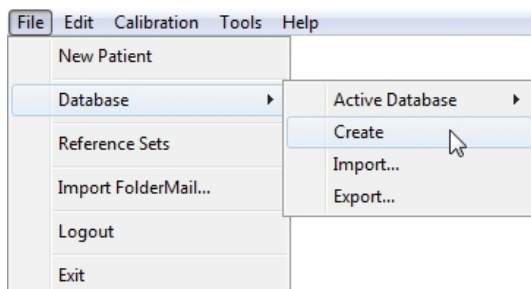 File Edit Calibration Tools Help
New Patient
Database
Active Database
Create
Reference Sets
Import...
Import FolderMail...
Export...
Logout
Exit